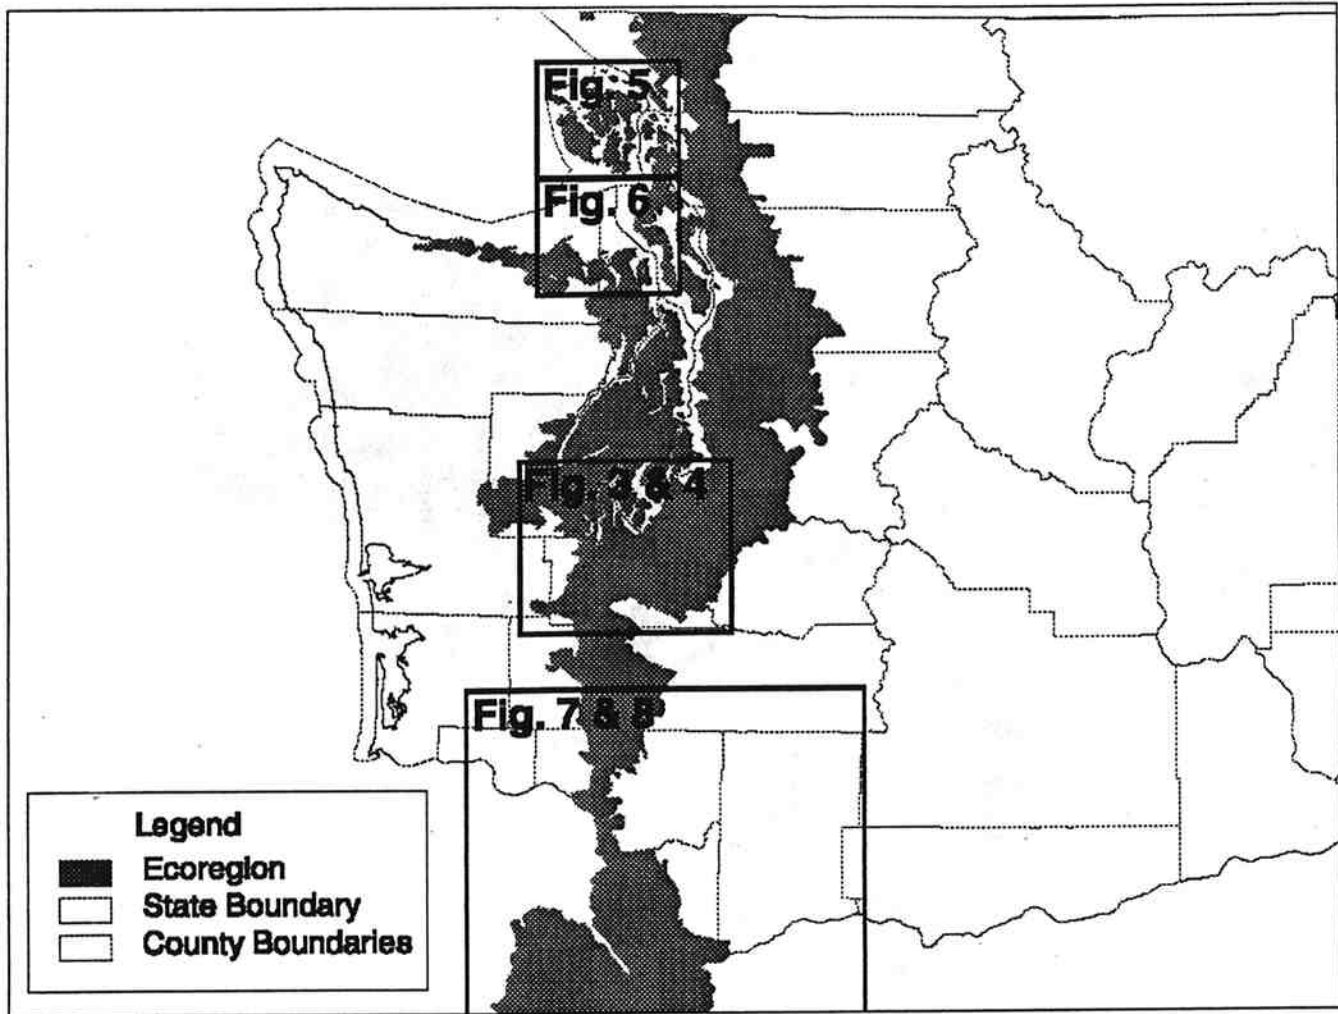 Fig. 5
Fig. 6
Fig. 3 & 4
Fig. 7 & 8
Legend
Ecoregion
State Boundary
County Boundaries